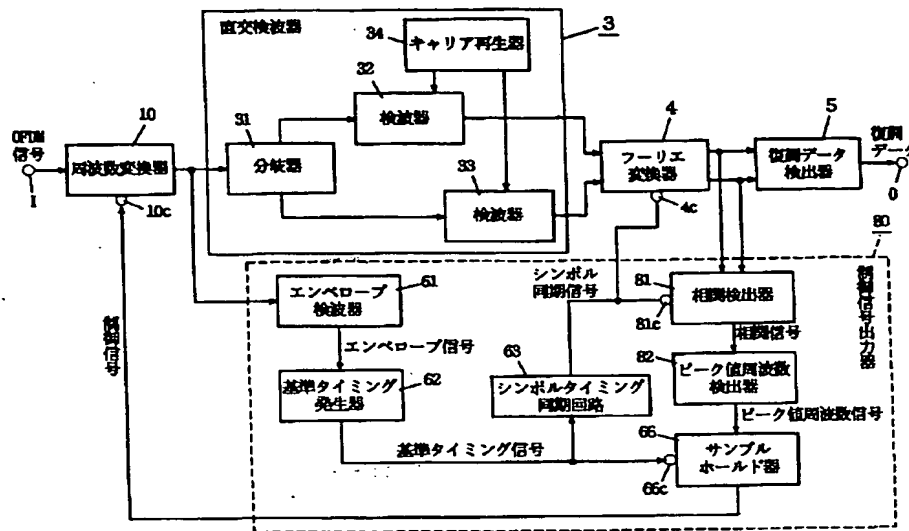 直交検波器
3
34
キャリア再生器
32
検波器
10
31
4
5
OFDM
信号
周波数変換器
分岐器
フーリエ
変換器
復調データ
検出器
復調
データ
I
10c
33
検波器
4c
0
80
61
エンベロープ
検波器
シンボル
同期信号
81
相関検出器
81c
制御信号出力器
制御信号
エンベロープ信号
相関信号
62
基準タイミング
発生器
63
シンボルタイミング
同期回路
82
ピーク値周波数
検出器
ピーク値周波数信号
基準タイミング信号
66
サンプル
ホールド器
66c